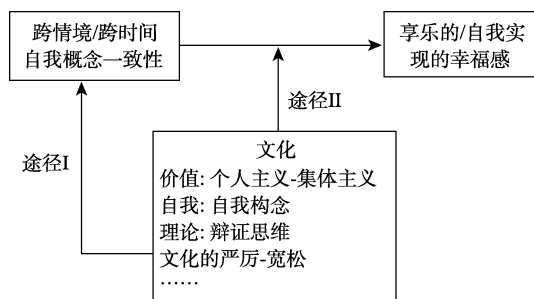 跨情境/跨时间
自我概念一致性
享乐的/自我实
现的幸福感
途径II
途径I
文化
价值: 个人主义-集体主义
自我: 自我构念
理论: 辩证思维
文化的严厉-宽松
……